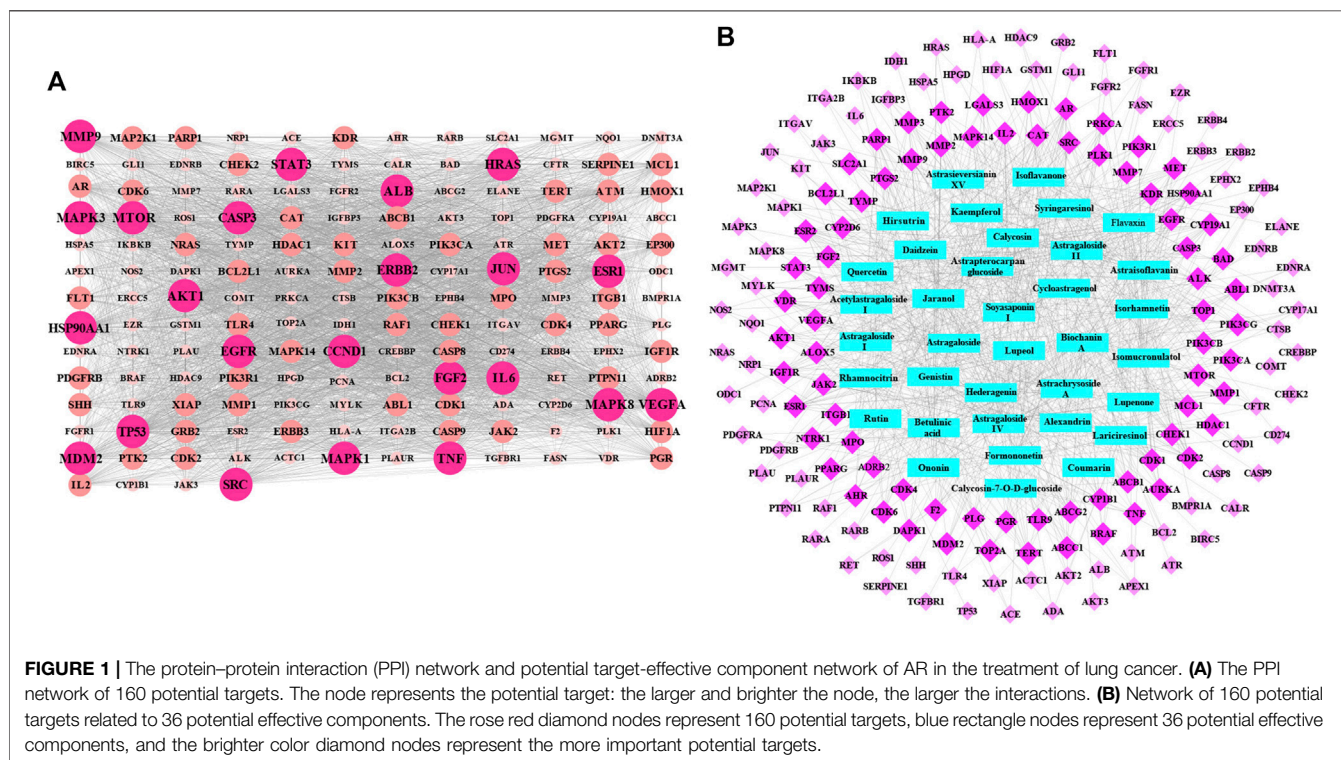 A
MMP9 MAP2K1 PARP1 NRP1 ACE KDR AHR RARB SLC2A1 MGMT NQO1 DNMT3A
BIRC5 GLI1 EDNRB CHEK2 STAT3 TYMS CALR BAD HRAS CFTR SERPINE1 MCL1
AR CDK6 MMP7 RARA LGALS3 FGFR2 ALB ABCG2 ELANE TERT ATM HMOX1
MAPK3 MTOR ROS1 CASP3 CAT IGFBP3 ABCB1 AKT3 TOP1 PDGFRA CYP19A1 ABCC1
HSPA5 IKBKB NRAS TYMP HDAC1 KIT ALOX5 PIK3CA ATR MET AKT2 EP300
APEX1 NOS2 DAPK1 BCL2L1 AURKA MMP2 ERBB2 CYP17A1 JUN PTGS2 ESR1 ODC1
FLT1 ERCC5 AKT1 COMT PRKCA CTSB PIK3CB EPHB4 MPO MMP3 ITGB1 BMPR1A
HSP90AA1 EZR GSTM1 TLR4 TOP2A IDH1 RAF1 CHEK1 ITGAV CDK4 PPARG PLG
EDNRA NTRK1 PLAU EGFR MAPK14 CCND1 CREBBP CASP8 CD274 ERBB4 EPHX2 IGF1R
PDGFRB BRAF HDAC9 PIK3R1 HPGD PCNA BCL2 FGF2 IL6 RET PTPN11 ADRB2
SHH TLR9 XIAP MMP1 PIK3CG MYLK ABL1 CDK1 ADA CYP2D6 MAPK8 VEGFA
FGFR1 TP53 GRB2 ESR2 ERBB3 HLA-A ITGA2B CASP9 JAK2 F2 PLK1 HIF1A
MDM2 PTK2 CDK2 ALK ACTC1 MAPK1 PLAUR TNF TGFBR1 FASN VDR PGR
IL2 CYP1B1 JAK3 SRC
B
HRAS HLA-A HDAC9 GRB2 FLT1
IDH1 HPGD HIF1A GSTM1 GLI1 FGFR1
IKBKB HSPA5 FGFR2 EZR
ITGA2B IGFBP3 PTK2 LGALS3 HMOX1 AR FASN ERBB4
ITGAV IL6 MMP3 PRKCA ERCC5
JAK3 PARP1 MMP2 MAPK14 IL2 CAT SRC PLK1 PIK3R1 ERBB3
JUN SLC2A1 MMP9 MMP7 MET ERBB2
KIT PTGS2 EPHX2
MAP2K1 BCL2L1 TYMP KDR HSP90AA1 EPHB4
MAPK1 CYP2D6 EGFR CYP19A1 EP300
MAPK3 ESR2 CASP3 ELANE
MAPK8 FGF2 BAD EDNRB
MGMT STAT3 ALK EDNRA
MYLK TYMS ABL1 DNMT3A
NOS2 VDR TOP1 CYP17A1
NQO1 VEGFA PIK3CG CTSB
NRAS AKT1 PIK3CB CREBBP
NRP1 ALOX5 PIK3CA COMT
ODC1 IGF1R MTOR CHEK2
PCNA JAK2 MMP1 CFTR
PDGFRA ESR1 MCL1 HDAC1 CCND1
PDGFRB ITGB1 NTRK1 CHEK1 CD274
PLAU MPO CDK1 CDK2 CASP9
PLAUR PPARG ADRB2 ABCB1 AURKA CASP8
PTPN11 RAF1 AHR CDK4 CYP1B1 BMPR1A CALR
RARA RARB CDK6 F2 PLG PGR TLR9 ABCG2 TNF BCL2 BIRC5
RET ROS1 DAPK1 MDM2 TOP2A TERT ABCC1 BRAF ATM ATR
SERPINE1 SHH TLR4 XIAP ACTC1 AKT2 ALB APEX1
TGFBR1 TP53 ACE ADA AKT3
Astrasieversianin
XV
Isoflavanone
Hirsutrin
Kaempferol
Syringaresinol
Flavaxin
Daidzein
Calycosin
Astragaloside
II
Quercetin
Astrapterocarpan
glucoside
Astraisoflavanin
Cycloastragenol
Acetylastragaloside
I
Jaranol
Soyasaponin
I
Isorhamnetin
Astragaloside
I
Astragaloside
Lupeol
Biochanin
A
Isomucronulatol
Rhamnocitrin
Genistin
Hederagenin
Astrachrysoside
A
Lupenone
Rutin
Betulinic
acid
Astragaloside
IV
Alexandrin
Lariciresinol
Ononin
Formononetin
Coumarin
Calycosin-7-O-D-glucoside
FIGURE 1 | The protein–protein interaction (PPI) network and potential target-effective component network of AR in the treatment of lung cancer. (A) The PPI
network of 160 potential targets. The node represents the potential target: the larger and brighter the node, the larger the interactions. (B) Network of 160 potential
targets related to 36 potential effective components. The rose red diamond nodes represent 160 potential targets, blue rectangle nodes represent 36 potential effective
components, and the brighter color diamond nodes represent the more important potential targets.